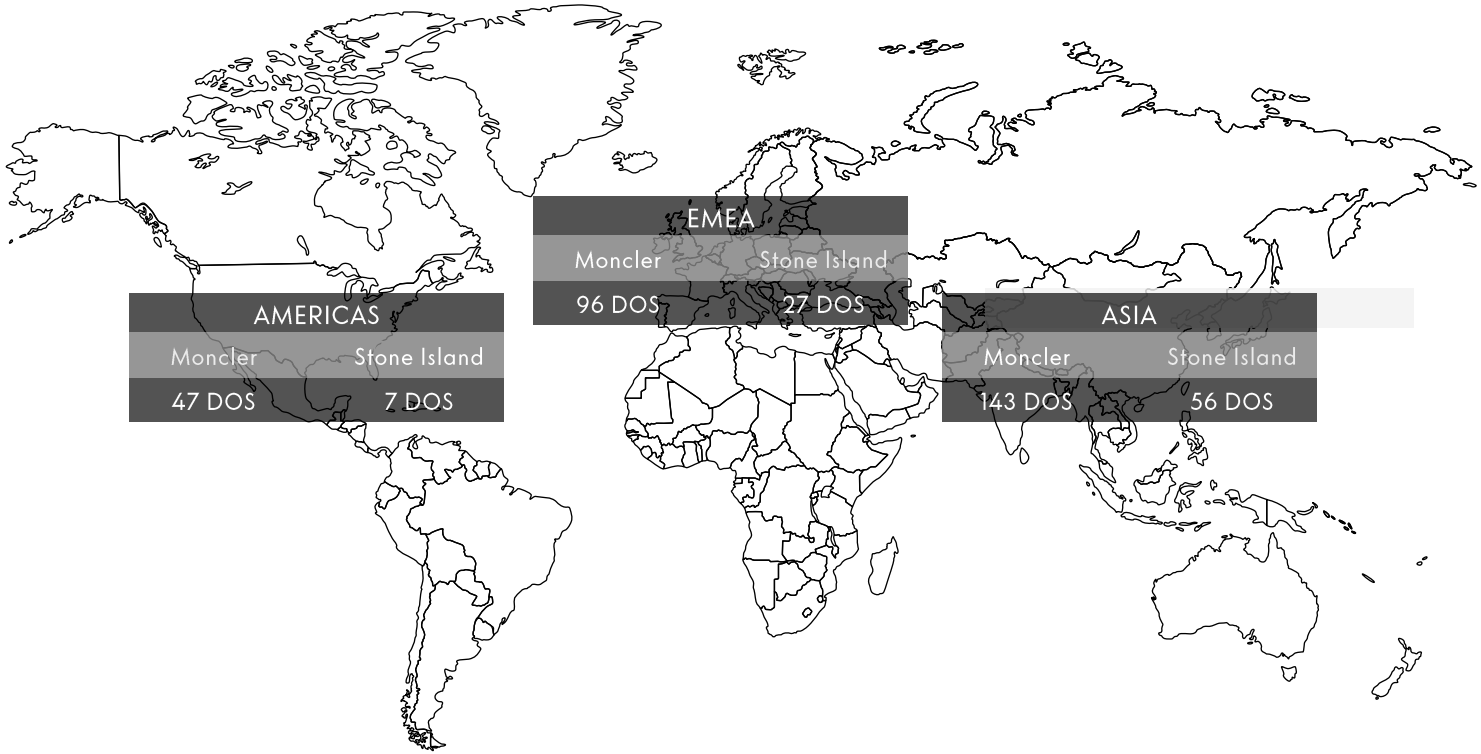 EMEA
Moncler Stone Island
96 DOS 27 DOS
AMERICAS
Moncler Stone Island
47 DOS 7 DOS
ASIA
Moncler Stone Island
143 DOS 56 DOS